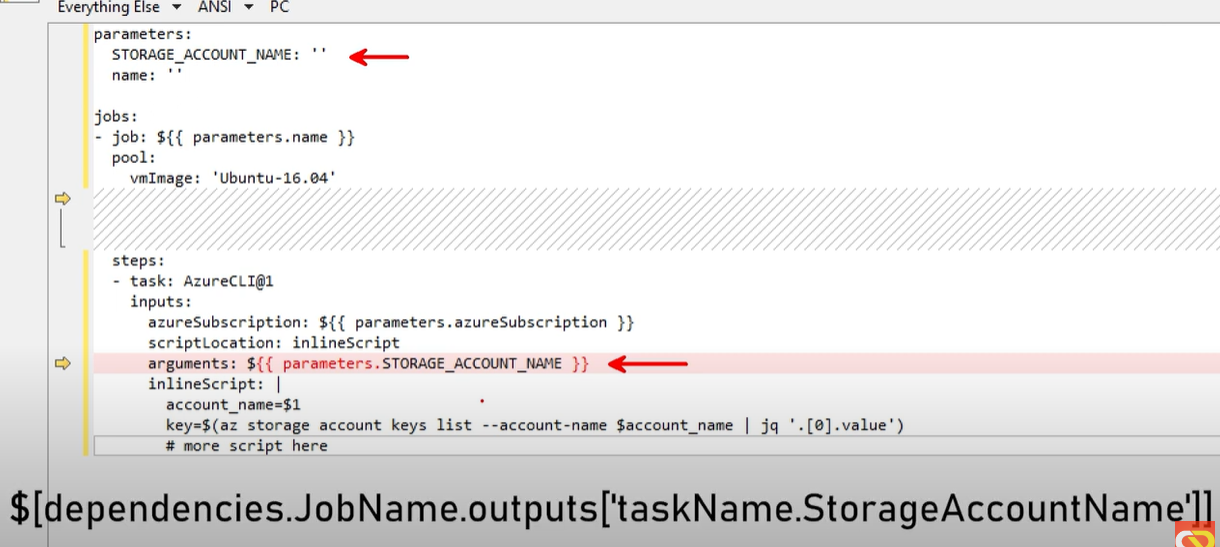 Everything Else ANSI PC
parameters:
STORAGE_ACCOUNT_NAME: ''
name: ''
jobs:
- job: ${{ parameters.name }}
pool:
vmImage: 'Ubuntu-16.04'
steps:
- task: AzureCLI@1
inputs:
azureSubscription: ${{ parameters.azureSubscription }}
scriptLocation: inlineScript
arguments: ${{ parameters.STORAGE_ACCOUNT_NAME }}
inlineScript: |
account_name=$1
key=$(az storage account keys list --account-name $account_name | jq '.[0].value')
# more script here
$[dependencies.JobName.outputs['taskName.StorageAccountName']]